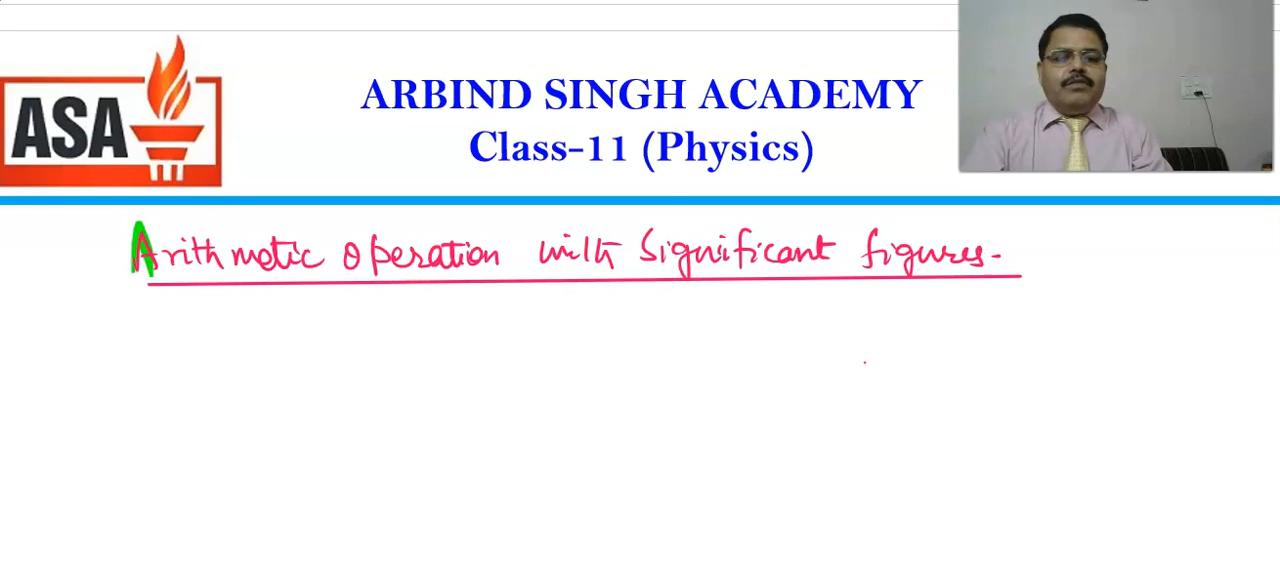 ASA
ARBIND SINGH ACADEMY
Class-11 (Physics)
Arithmetic operation with significant figures.